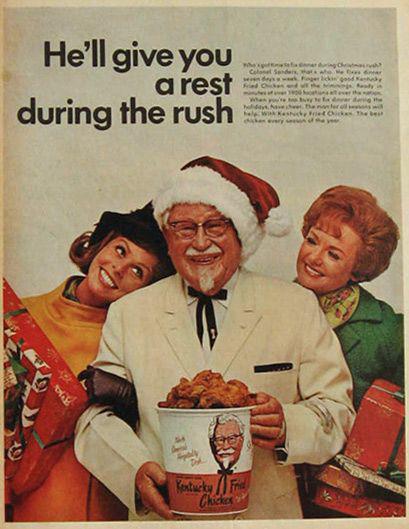 He'll give you
a rest
during the rush
Who's got time to fix dinner during Christmas rush?
Colonel Sanders, that's who. He fixes dinner
seven days a week. Finger lickin' good Kentucky
Fried Chicken and all the trimmings. Ready in
minutes at over 1900 locations all over the nation.
When you're too busy to fix dinner during the
holidays, have cheer. The man for all seasons will
help. With Kentucky Fried Chicken. The best
chicken every season of the year.
North
America's
Hospitality
Dish...
Kentucky Fried
Chicken